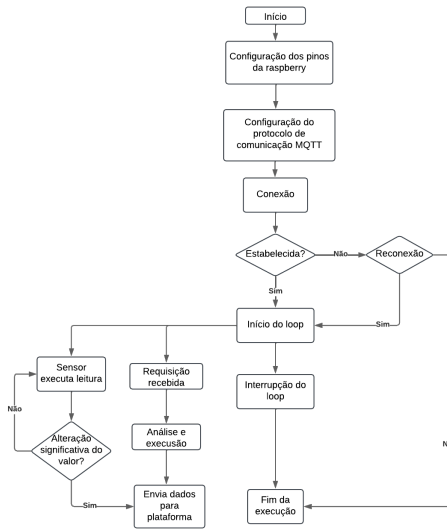 Início
Configuração dos pinos
da raspberry
Configuração do
protocolo de
comunicação MQTT
Conexão
Estabelecida?
Não
Reconexão
Sim
Início do loop
Sim
Sensor
executa leitura
Requisição
recebida
Interrupção do
loop
Não
Alteração
significativa do
valor?
Análise e
execusão
N
Sim
Envia dados
para
plataforma
Fim da
execução